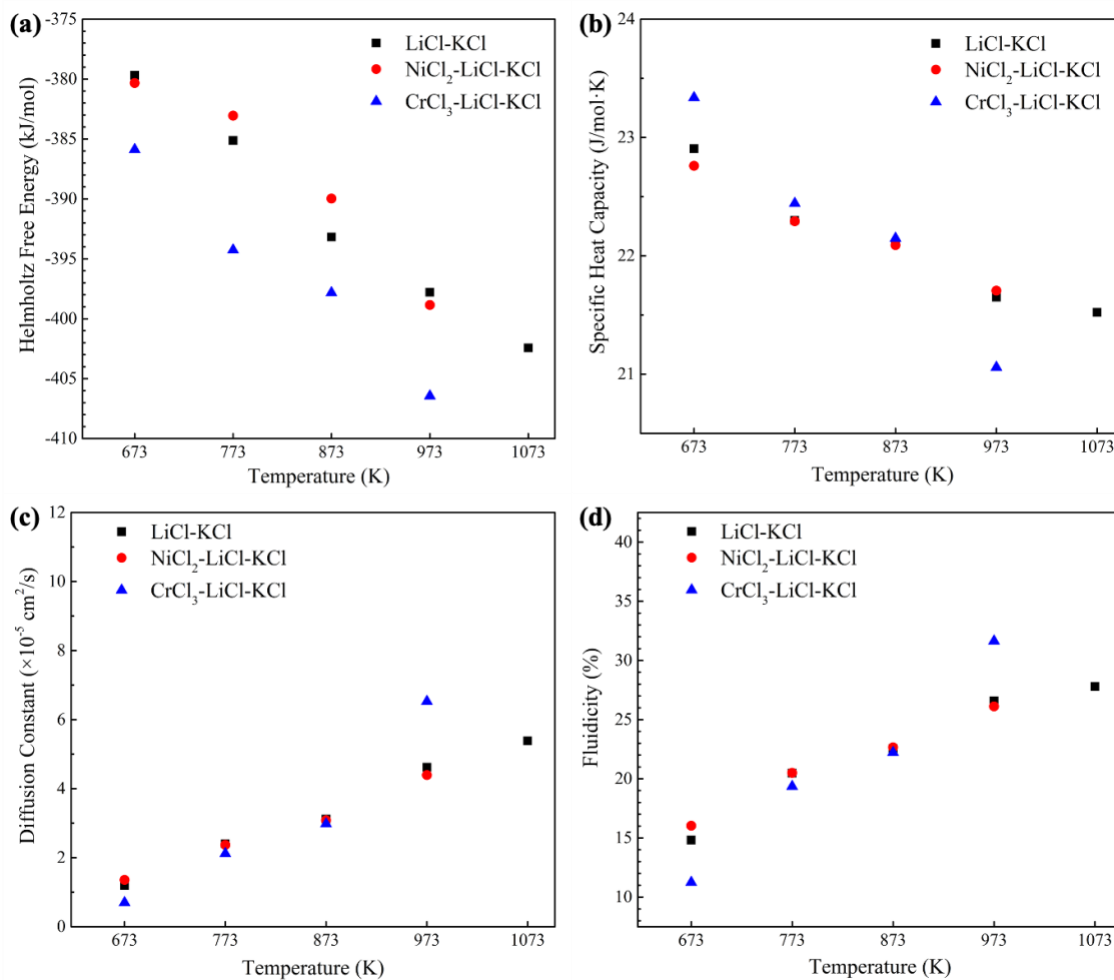 (a)
LiCl-KCl
NiCl₂-LiCl-KCl
CrCl₃-LiCl-KCl
Helmholtz Free Energy (kJ/mol)
-375
-380
-385
-390
-395
-400
-405
-410
673 773 873 973 1073
Temperature (K)
(b)
LiCl-KCl
NiCl₂-LiCl-KCl
CrCl₃-LiCl-KCl
Specific Heat Capacity (J/mol·K)
24
23
22
21
673 773 873 973 1073
Temperature (K)
(c)
LiCl-KCl
NiCl₂-LiCl-KCl
CrCl₃-LiCl-KCl
Diffusion Constant (×10⁻⁵ cm²/s)
12
10
8
6
4
2
0
673 773 873 973 1073
Temperature (K)
(d)
LiCl-KCl
NiCl₂-LiCl-KCl
CrCl₃-LiCl-KCl
Fluidicity (%)
40
35
30
25
20
15
10
673 773 873 973 1073
Temperature (K)